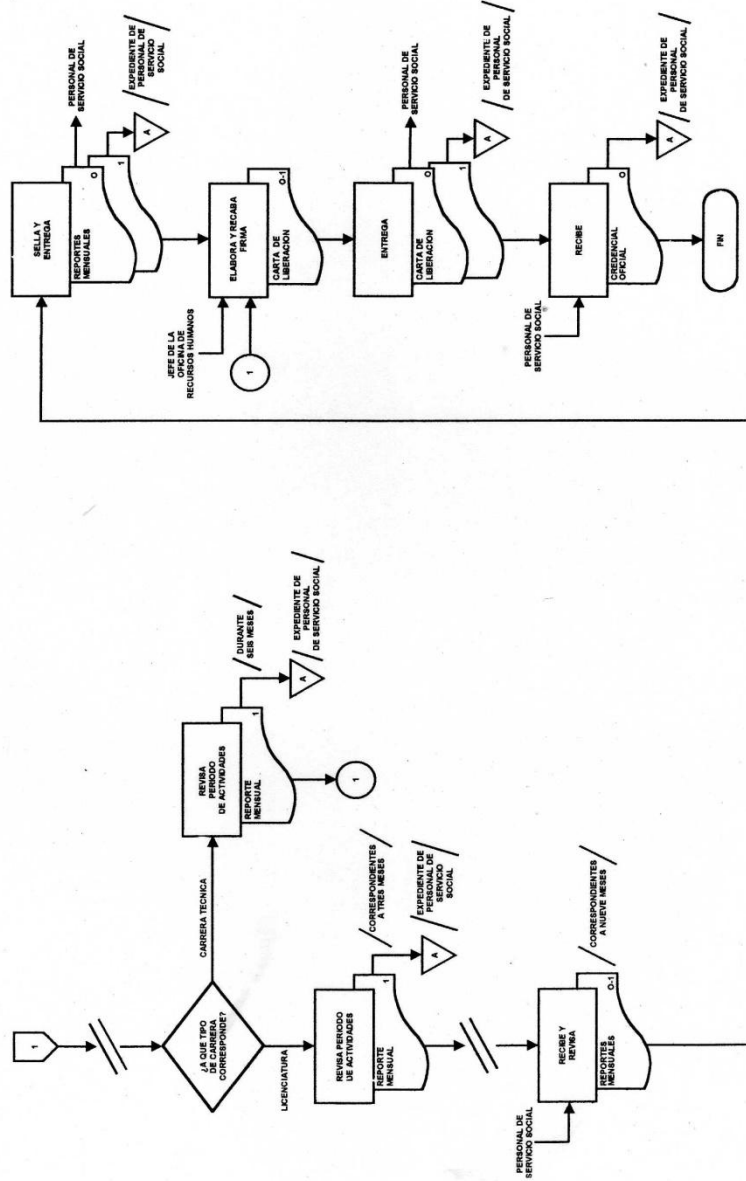 1
¿A QUE TIPO
DE CARRERA
CORRESPONDE?
CARRERA TECNICA
REVISA
PERIODO
DE ACTIVIDADES
REPORTE
MENSUAL
1
DURANTE
SEIS MESES
A
EXPEDIENTE DE
PERSONAL
DE SERVICIO SOCIAL
1
LICENCIATURA
REVISA PERIODO
DE ACTIVIDADES
REPORTE
MENSUAL
1
CORRESPONDIENTES
A TRES MESES
A
EXPEDIENTE DE
PERSONAL DE
SERVICIO
SOCIAL
PERSONAL DE
SERVICIO SOCIAL
RECIBE Y
REVISA
REPORTES
MENSUALES
O-1
CORRESPONDIENTES
A NUEVE MESES
SELLA Y
ENTREGA
REPORTES
MENSUALES
O
1
PERSONAL DE
SERVICIO SOCIAL
A
EXPEDIENTE DE
PERSONAL DE
SERVICIO
SOCIAL
JEFE DE LA
OFICINA DE
RECURSOS HUMANOS
1
ELABORA Y RECABA
FIRMA
CARTA DE
LIBERACION
O-1
ENTREGA
CARTA DE
LIBERACION
O
1
PERSONAL DE
SERVICIO SOCIAL
A
EXPEDIENTE DE
PERSONAL
DE SERVICIO SOCIAL
PERSONAL DE
SERVICIO SOCIAL
RECIBE
CREDENCIAL
OFICIAL
O
A
EXPEDIENTE DE
PERSONAL
DE SERVICIO SOCIAL
FIN